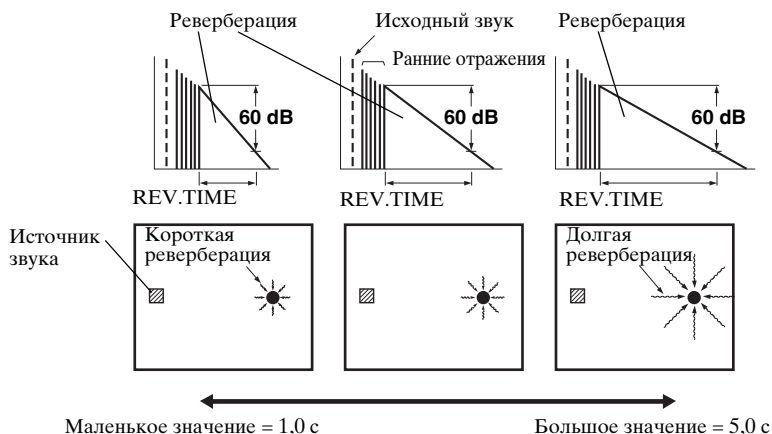 Реверберация
Исходный звук
Реверберация
Ранние отражения
60 dB
60 dB
60 dB
REV.TIME
REV.TIME
REV.TIME
Источник
звука
Короткая
реверберация
Долгая
реверберация
Маленькое значение = 1,0 с
Большое значение = 5,0 с